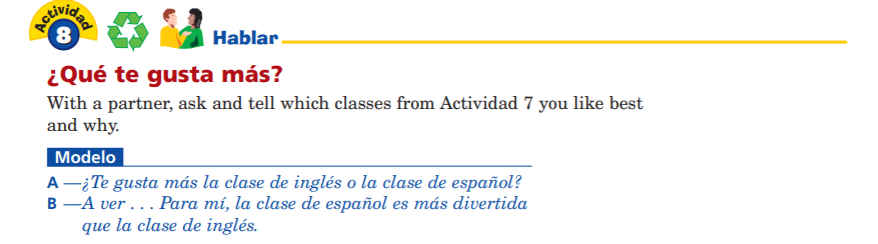 Actividad
8
Hablar
¿Qué te gusta más?
With a partner, ask and tell which classes from Actividad 7 you like best
and why.
Modelo
A —¿Te gusta más la clase de inglés o la clase de español?
B —A ver . . . Para mí, la clase de español es más divertida
que la clase de inglés.